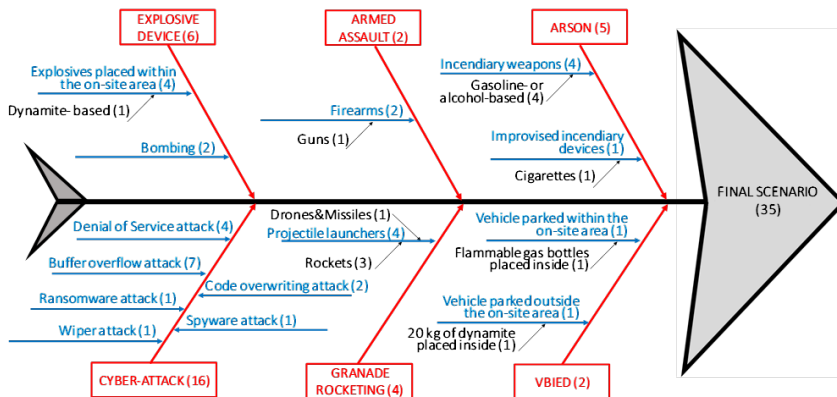 EXPLOSIVE
DEVICE (6)
ARMED
ASSAULT (2)
ARSON (5)
Explosives placed within
the on-site area (4)
Dynamite- based (1)
Bombing (2)
Firearms (2)
Guns (1)
Incendiary weapons (4)
Gasoline- or
alcohol-based (4)
Improvised incendiary
devices (1)
Cigarettes (1)
FINAL SCENARIO
(35)
Denial of Service attack (4)
Buffer overflow attack (7)
Code overwriting attack (2)
Ransomware attack (1)
Spyware attack (1)
Wiper attack (1)
Drones&Missiles (1)
Projectile launchers (4)
Rockets (3)
Vehicle parked within the
on-site area (1)
Flammable gas bottles
placed inside (1)
Vehicle parked outside
the on-site area (1)
20 kg of dynamite
placed inside (1)
CYBER-ATTACK (16)
GRANADE
ROCKETING (4)
VBIED (2)